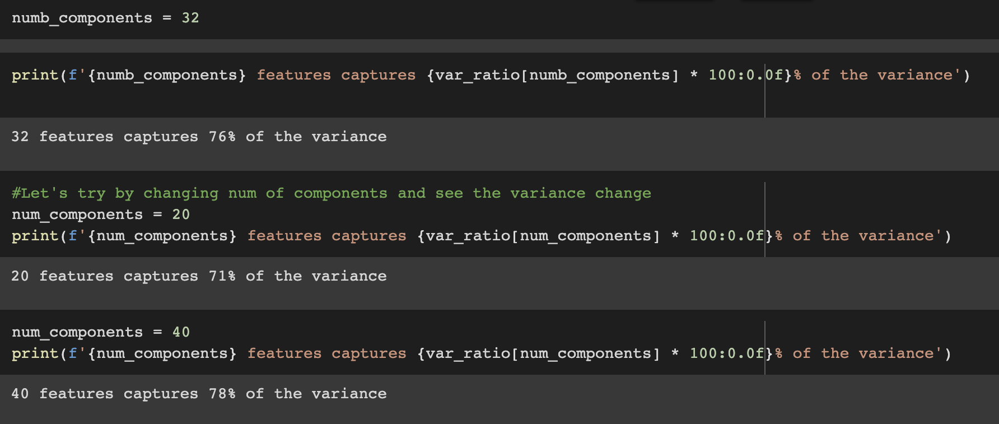 numb_components = 32
print(f'{numb_components} features captures {var_ratio[numb_components] * 100:0.0f}% of the variance')
32 features captures 76% of the variance
#Let's try by changing num of components and see the variance change
num_components = 20
print(f'{num_components} features captures {var_ratio[num_components] * 100:0.0f}% of the variance')
20 features captures 71% of the variance
num_components = 40
print(f'{num_components} features captures {var_ratio[num_components] * 100:0.0f}% of the variance')
40 features captures 78% of the variance